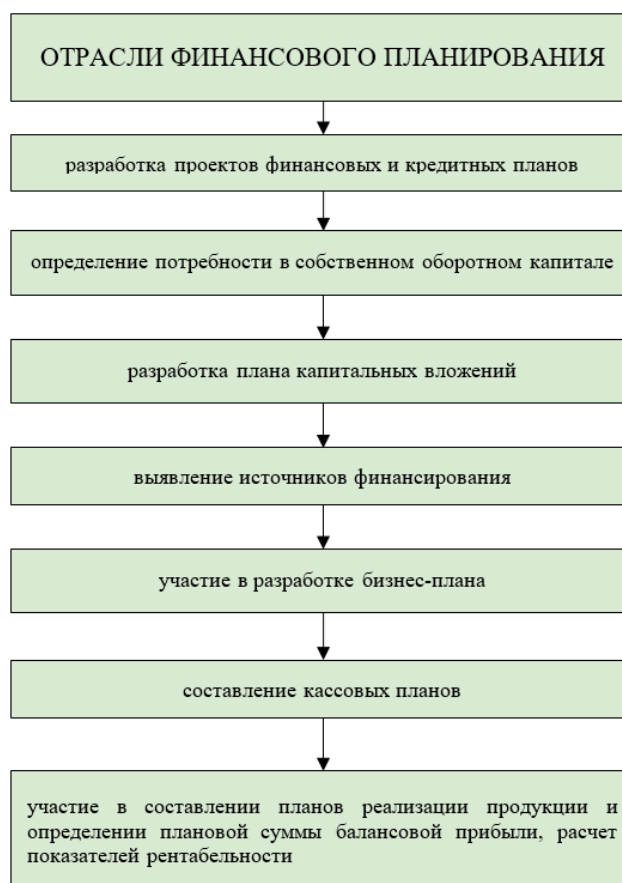 ОТРАСЛИ ФИНАНСОВОГО ПЛАНИРОВАНИЯ
разработка проектов финансовых и кредитных планов
определение потребности в собственном оборотном капитале
разработка плана капитальных вложений
выявление источников финансирования
участие в разработке бизнес-плана
составление кассовых планов
участие в составлении планов реализации продукции и
определении плановой суммы балансовой прибыли, расчет
показателей рентабельности